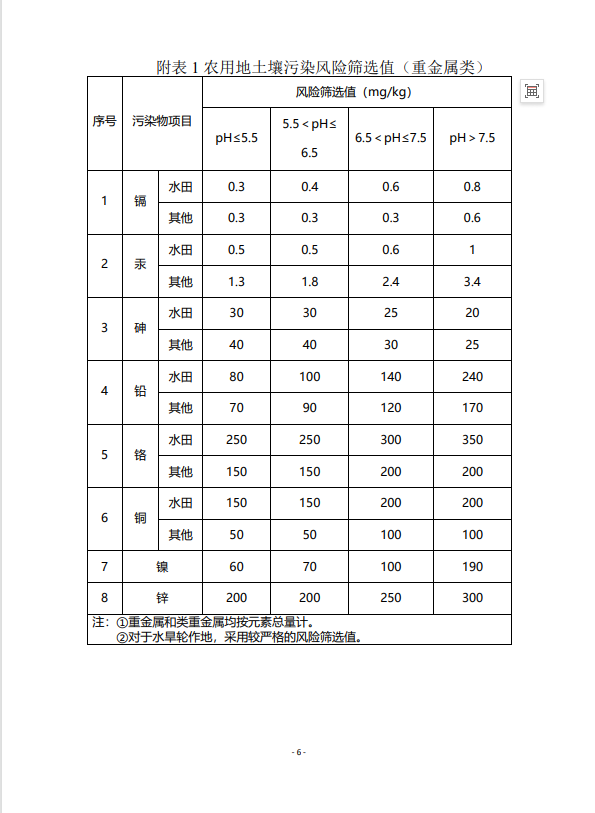 附表 1 农用地土壤污染风险筛选值（重金属类）
序号 污染物项目 风险筛选值（mg/kg）
pH≤5.5 5.5＜pH≤6.5 6.5＜pH≤7.5 pH＞7.5
1 镉 水田 0.3 0.4 0.6 0.8
其他 0.3 0.3 0.3 0.6
2 汞 水田 0.5 0.5 0.6 1
其他 1.3 1.8 2.4 3.4
3 砷 水田 30 30 25 20
其他 40 40 30 25
4 铅 水田 80 100 140 240
其他 70 90 120 170
5 铬 水田 250 250 300 350
其他 150 150 200 200
6 铜 水田 150 150 200 200
其他 50 50 100 100
7 镍 60 70 100 190
8 锌 200 200 250 300
注：①重金属和类重金属均按元素总量计。
②对于水旱轮作地，采用较严格的风险筛选值。
- 6 -